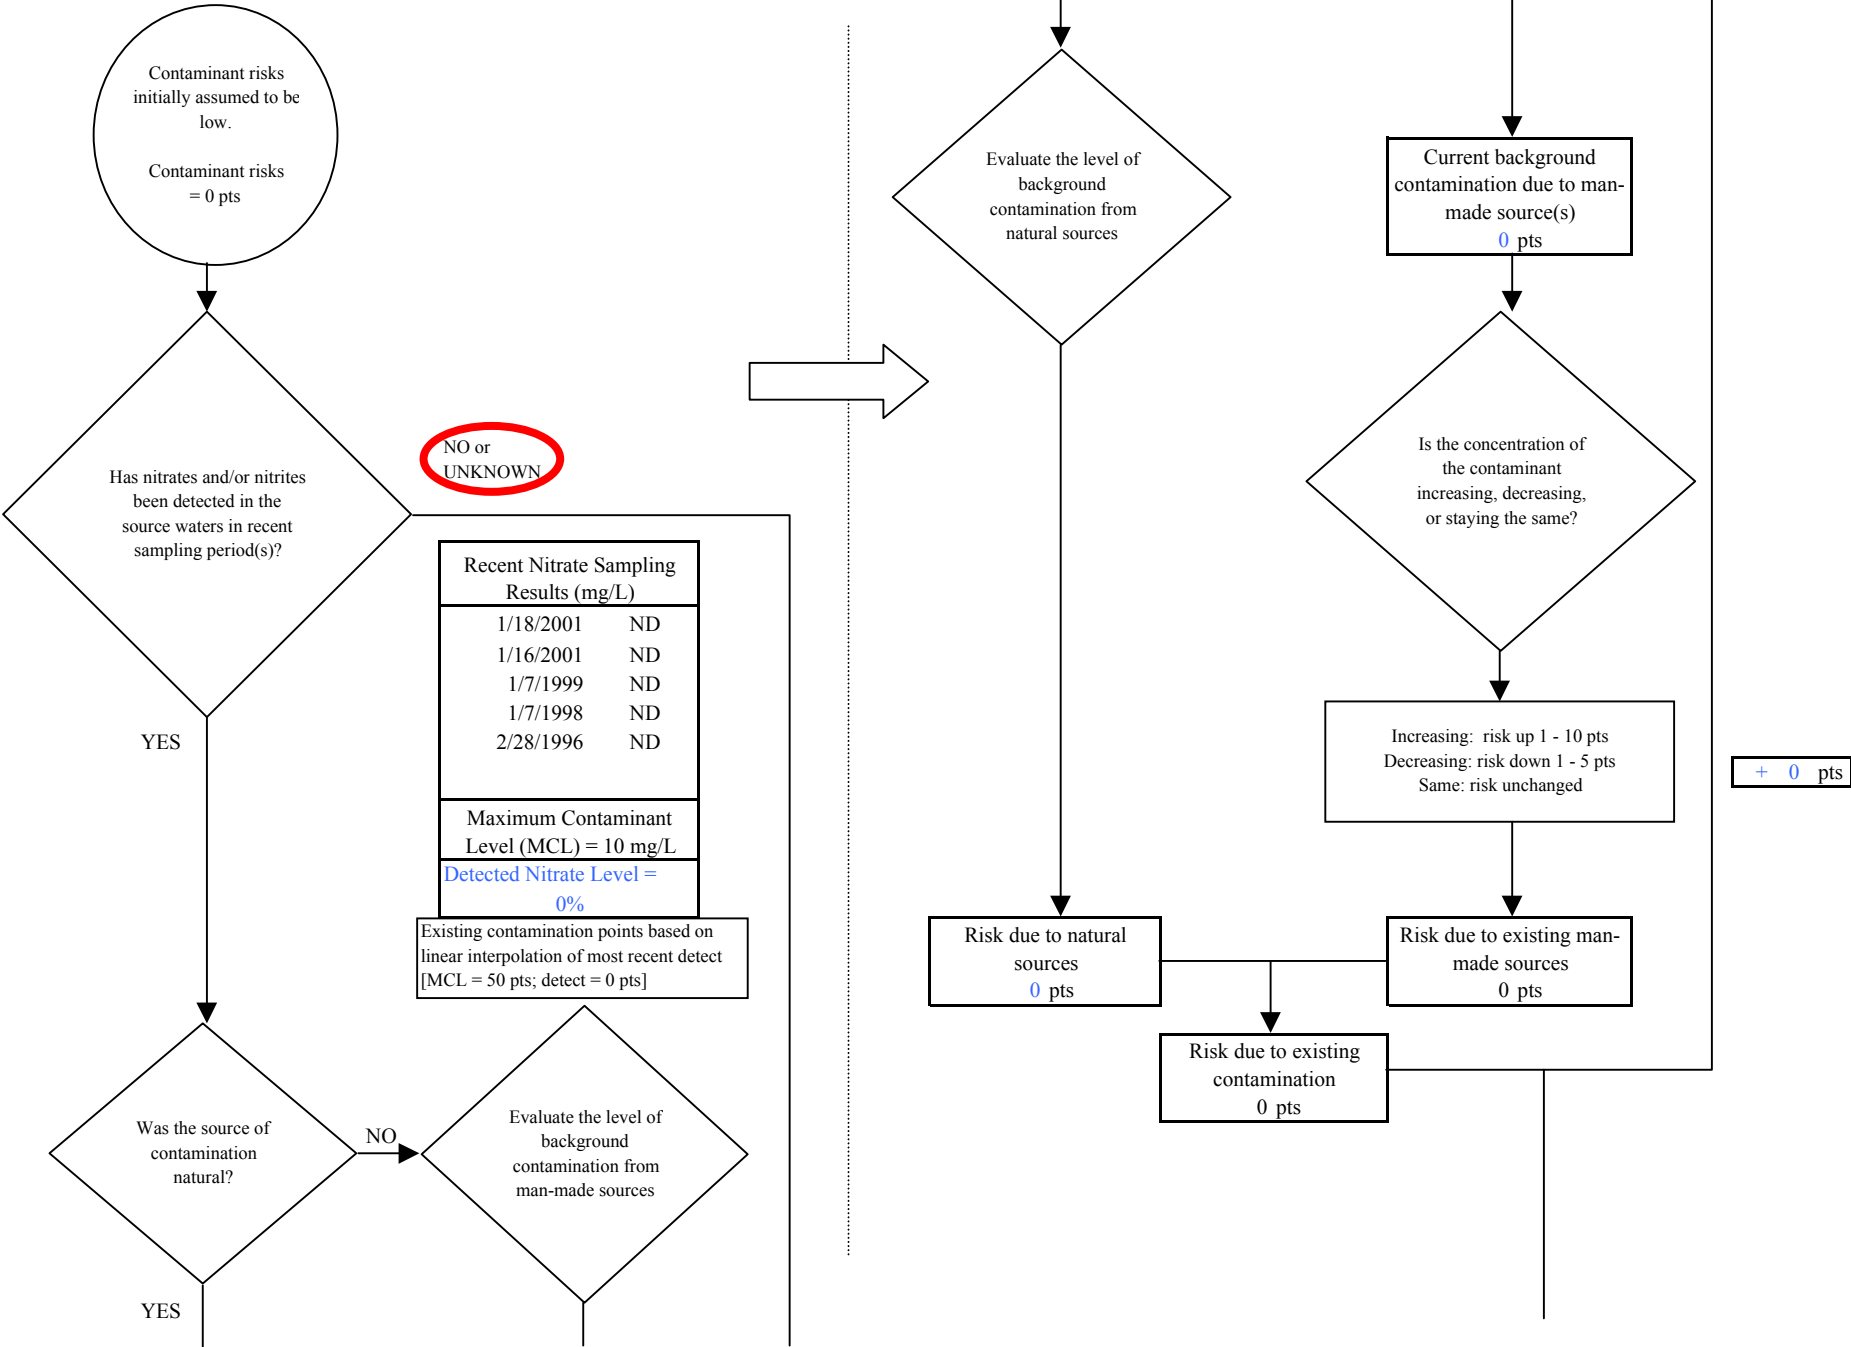 Contaminant risks
initially assumed to be
low.
Contaminant risks
= 0 pts
Has nitrates and/or nitrites
been detected in the
source waters in recent
sampling period(s)?
NO or
UNKNOWN
YES
Recent Nitrate Sampling
Results (mg/L)
1/18/2001 ND
1/16/2001 ND
1/7/1999 ND
1/7/1998 ND
2/28/1996 ND
Maximum Contaminant
Level (MCL) = 10 mg/L
Detected Nitrate Level =
0%
Existing contamination points based on
linear interpolation of most recent detect
[MCL = 50 pts; detect = 0 pts]
Was the source of
contamination
natural?
NO
YES
Evaluate the level of
background
contamination from
man-made sources
Evaluate the level of
background
contamination from
natural sources
Current background
contamination due to man-
made source(s)
0 pts
Is the concentration of
the contaminant
increasing, decreasing,
or staying the same?
Increasing: risk up 1 - 10 pts
Decreasing: risk down 1 - 5 pts
Same: risk unchanged
+ 0 pts
Risk due to natural
sources
0 pts
Risk due to existing man-
made sources
0 pts
Risk due to existing
contamination
0 pts